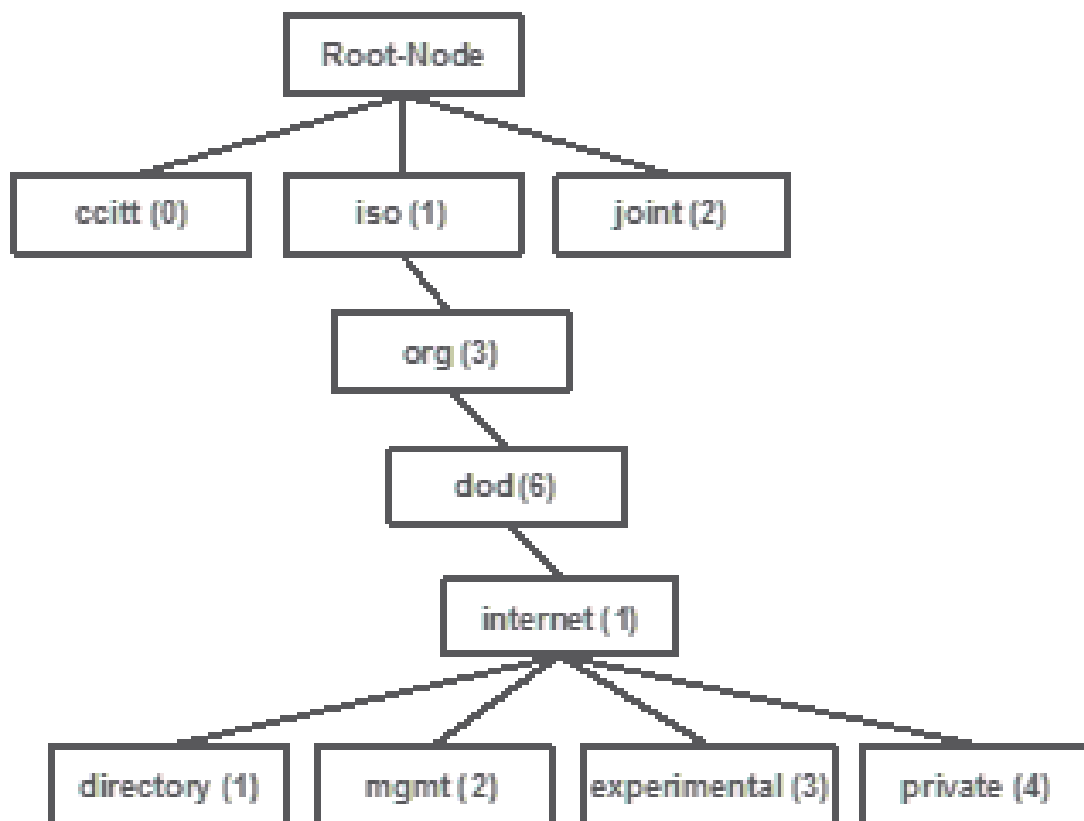 Root-Node
ccitt (0)
iso (1)
joint (2)
org (3)
dod (6)
internet (1)
directory (1)
mgmt (2)
experimental (3)
private (4)